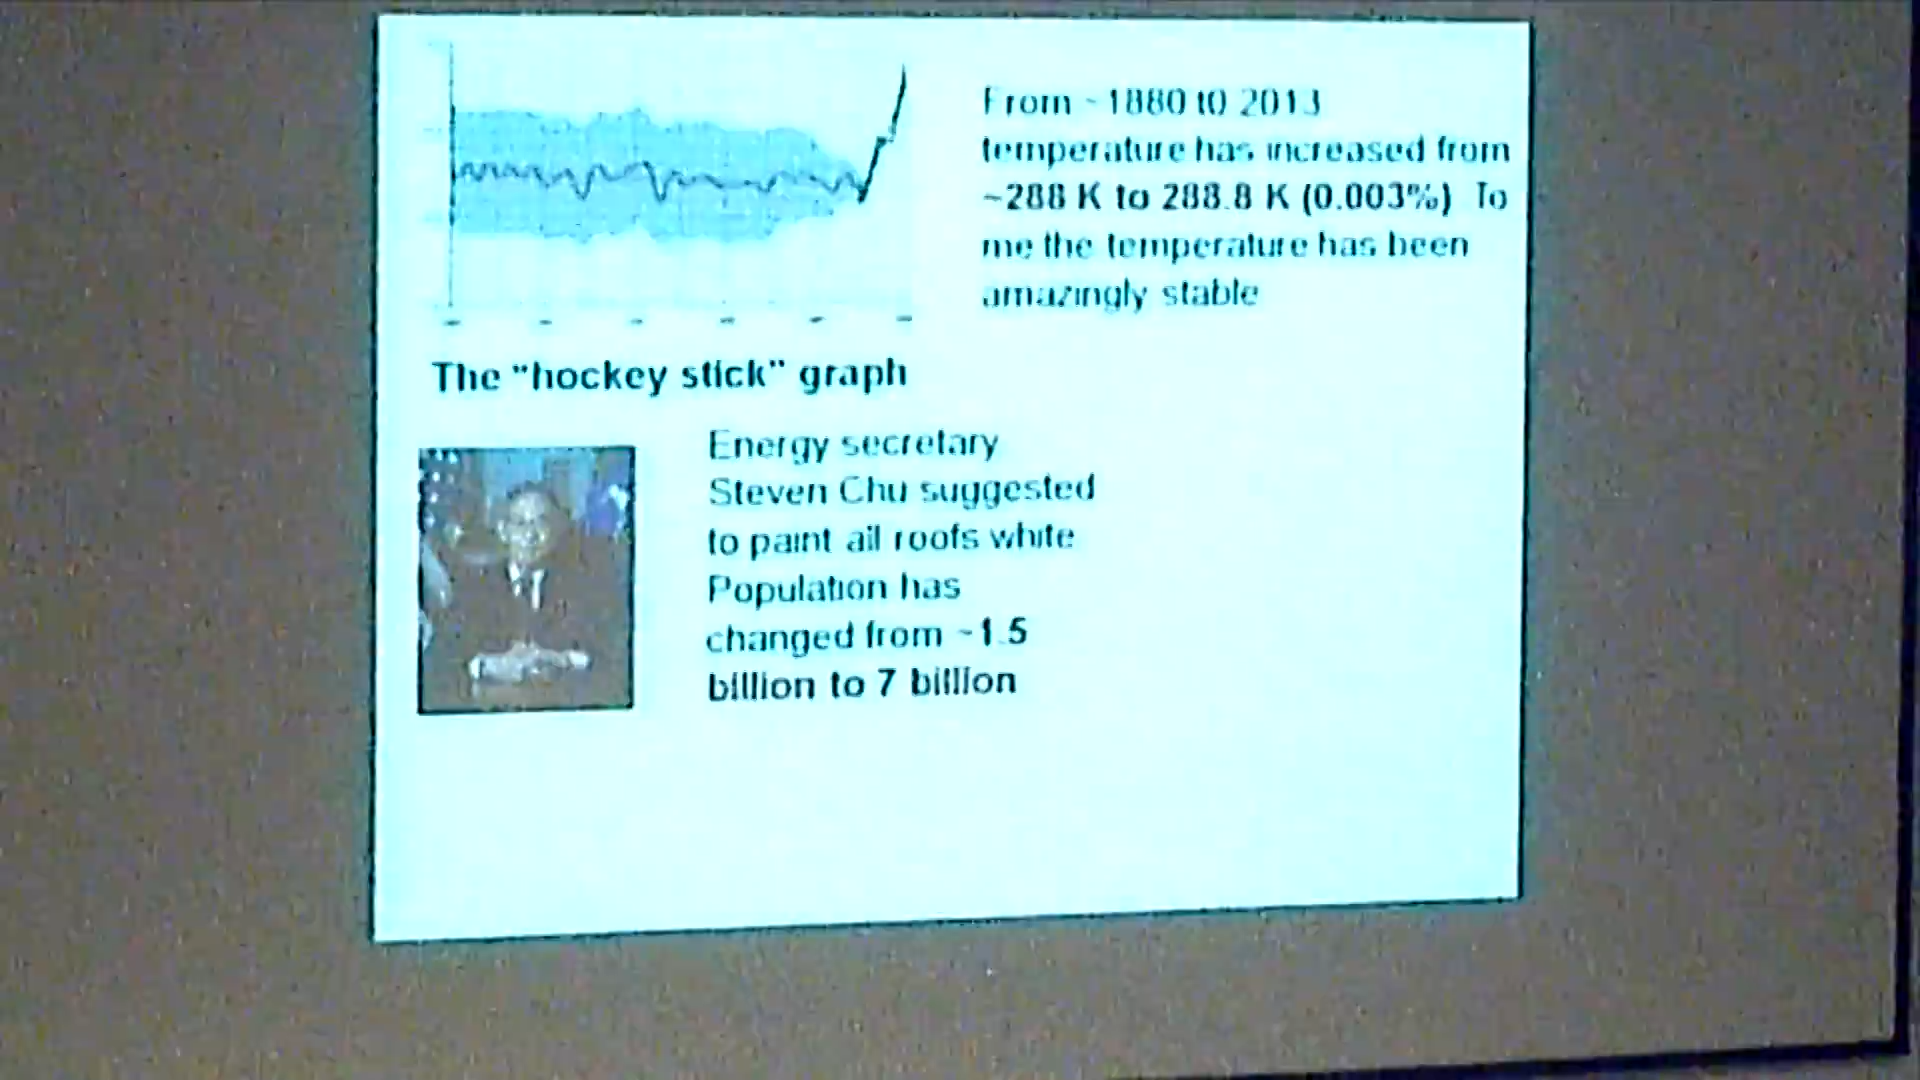 From ~1880 to 2013
temperature has increased from
~288 K to 288.8 K (0.003%) To
me the temperature has been
amazingly stable
The "hockey stick" graph
Energy secretary
Steven Chu suggested
to paint all roofs white
Population has
changed from ~1.5
billion to 7 billion